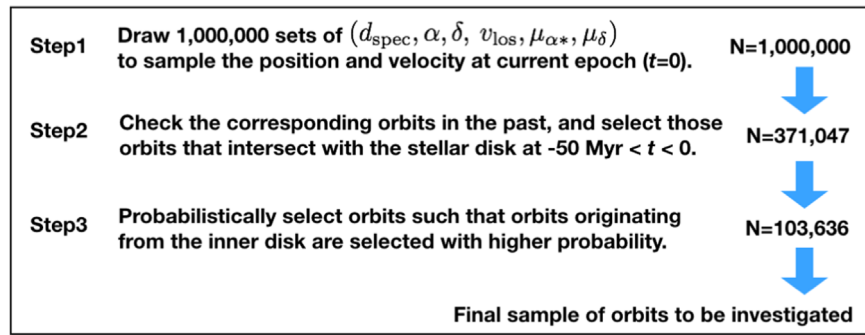 Step1 Draw 1,000,000 sets of (d_spec, α, δ, v_los, μ_α*, μ_δ)
to sample the position and velocity at current epoch (t=0). N=1,000,000
Step2 Check the corresponding orbits in the past, and select those
orbits that intersect with the stellar disk at -50 Myr < t < 0. N=371,047
Step3 Probabilistically select orbits such that orbits originating
from the inner disk are selected with higher probability. N=103,636
Final sample of orbits to be investigated